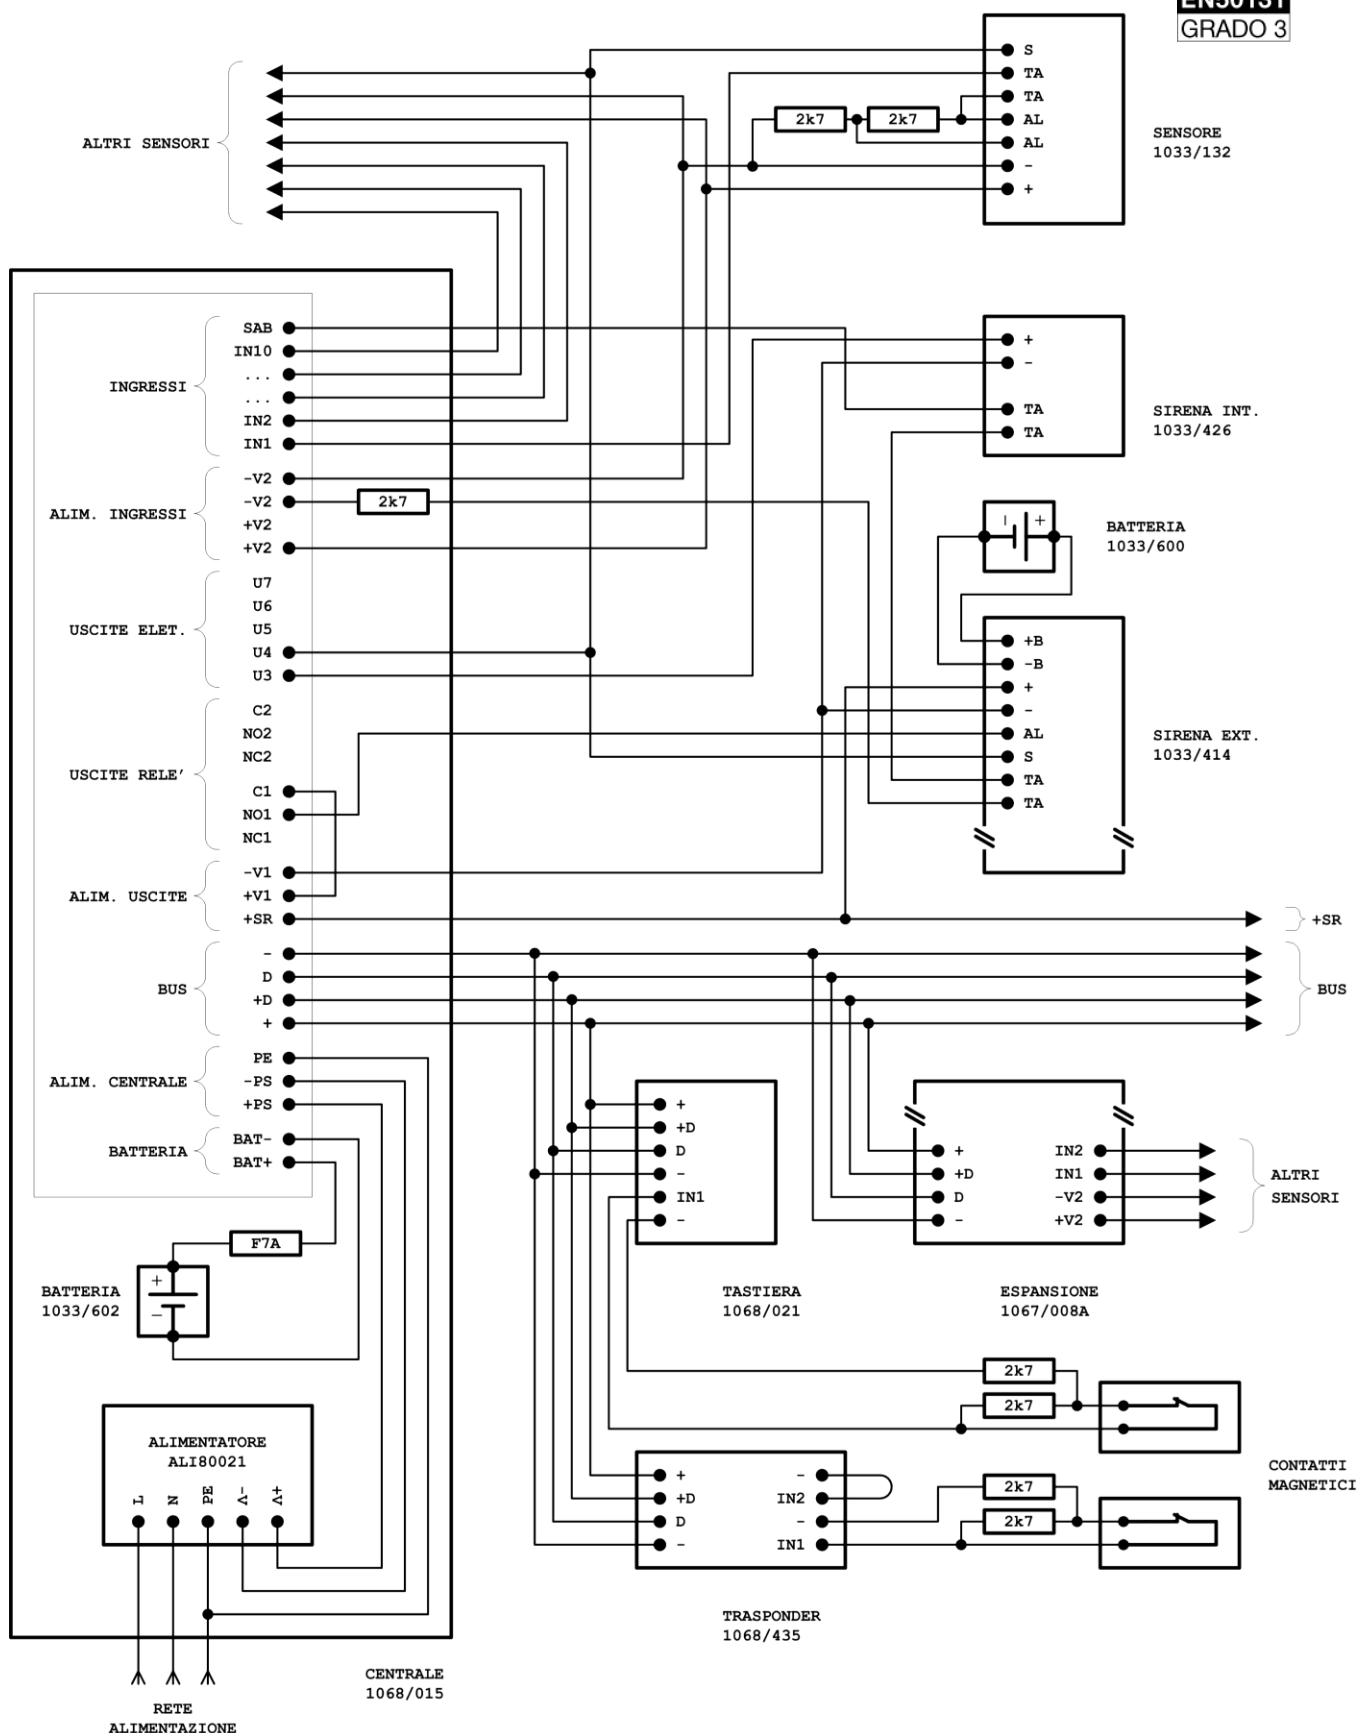 EN50131
GRADO 3
S
TA
TA
AL
AL
-
+
2k7
2k7
SENSORE
1033/132
ALTRI SENSORI
INGRESSI
SAB
IN10
...
...
IN2
IN1
ALIM. INGRESSI
-V2
-V2
+V2
+V2
2k7
USCITE ELET.
U7
U6
U5
U4
U3
USCITE RELE’
C2
NO2
NC2
C1
NO1
NC1
ALIM. USCITE
-V1
+V1
+SR
BUS
-
D
+D
+
ALIM. CENTRALE
PE
-PS
+PS
BATTERIA
BAT-
BAT+
F7A
BATTERIA
1033/602
+
-
ALIMENTATORE
ALI80021
L
N
PE
V-
V+
RETE
ALIMENTAZIONE
CENTRALE
1068/015
+
-
TA
TA
SIRENA INT.
1033/426
- +
BATTERIA
1033/600
+B
-B
+
-
AL
S
TA
TA
SIRENA EXT.
1033/414
+SR
BUS
+
+D
D
-
IN1
-
TASTIERA
1068/021
+
+D
D
-
IN2
IN1
-V2
+V2
ESPANSIONE
1067/008A
ALTRI
SENSORI
2k7
2k7
+
+D
D
-
-
IN2
-
IN1
TRASPONDER
1068/435
2k7
2k7
CONTATTI
MAGNETICI